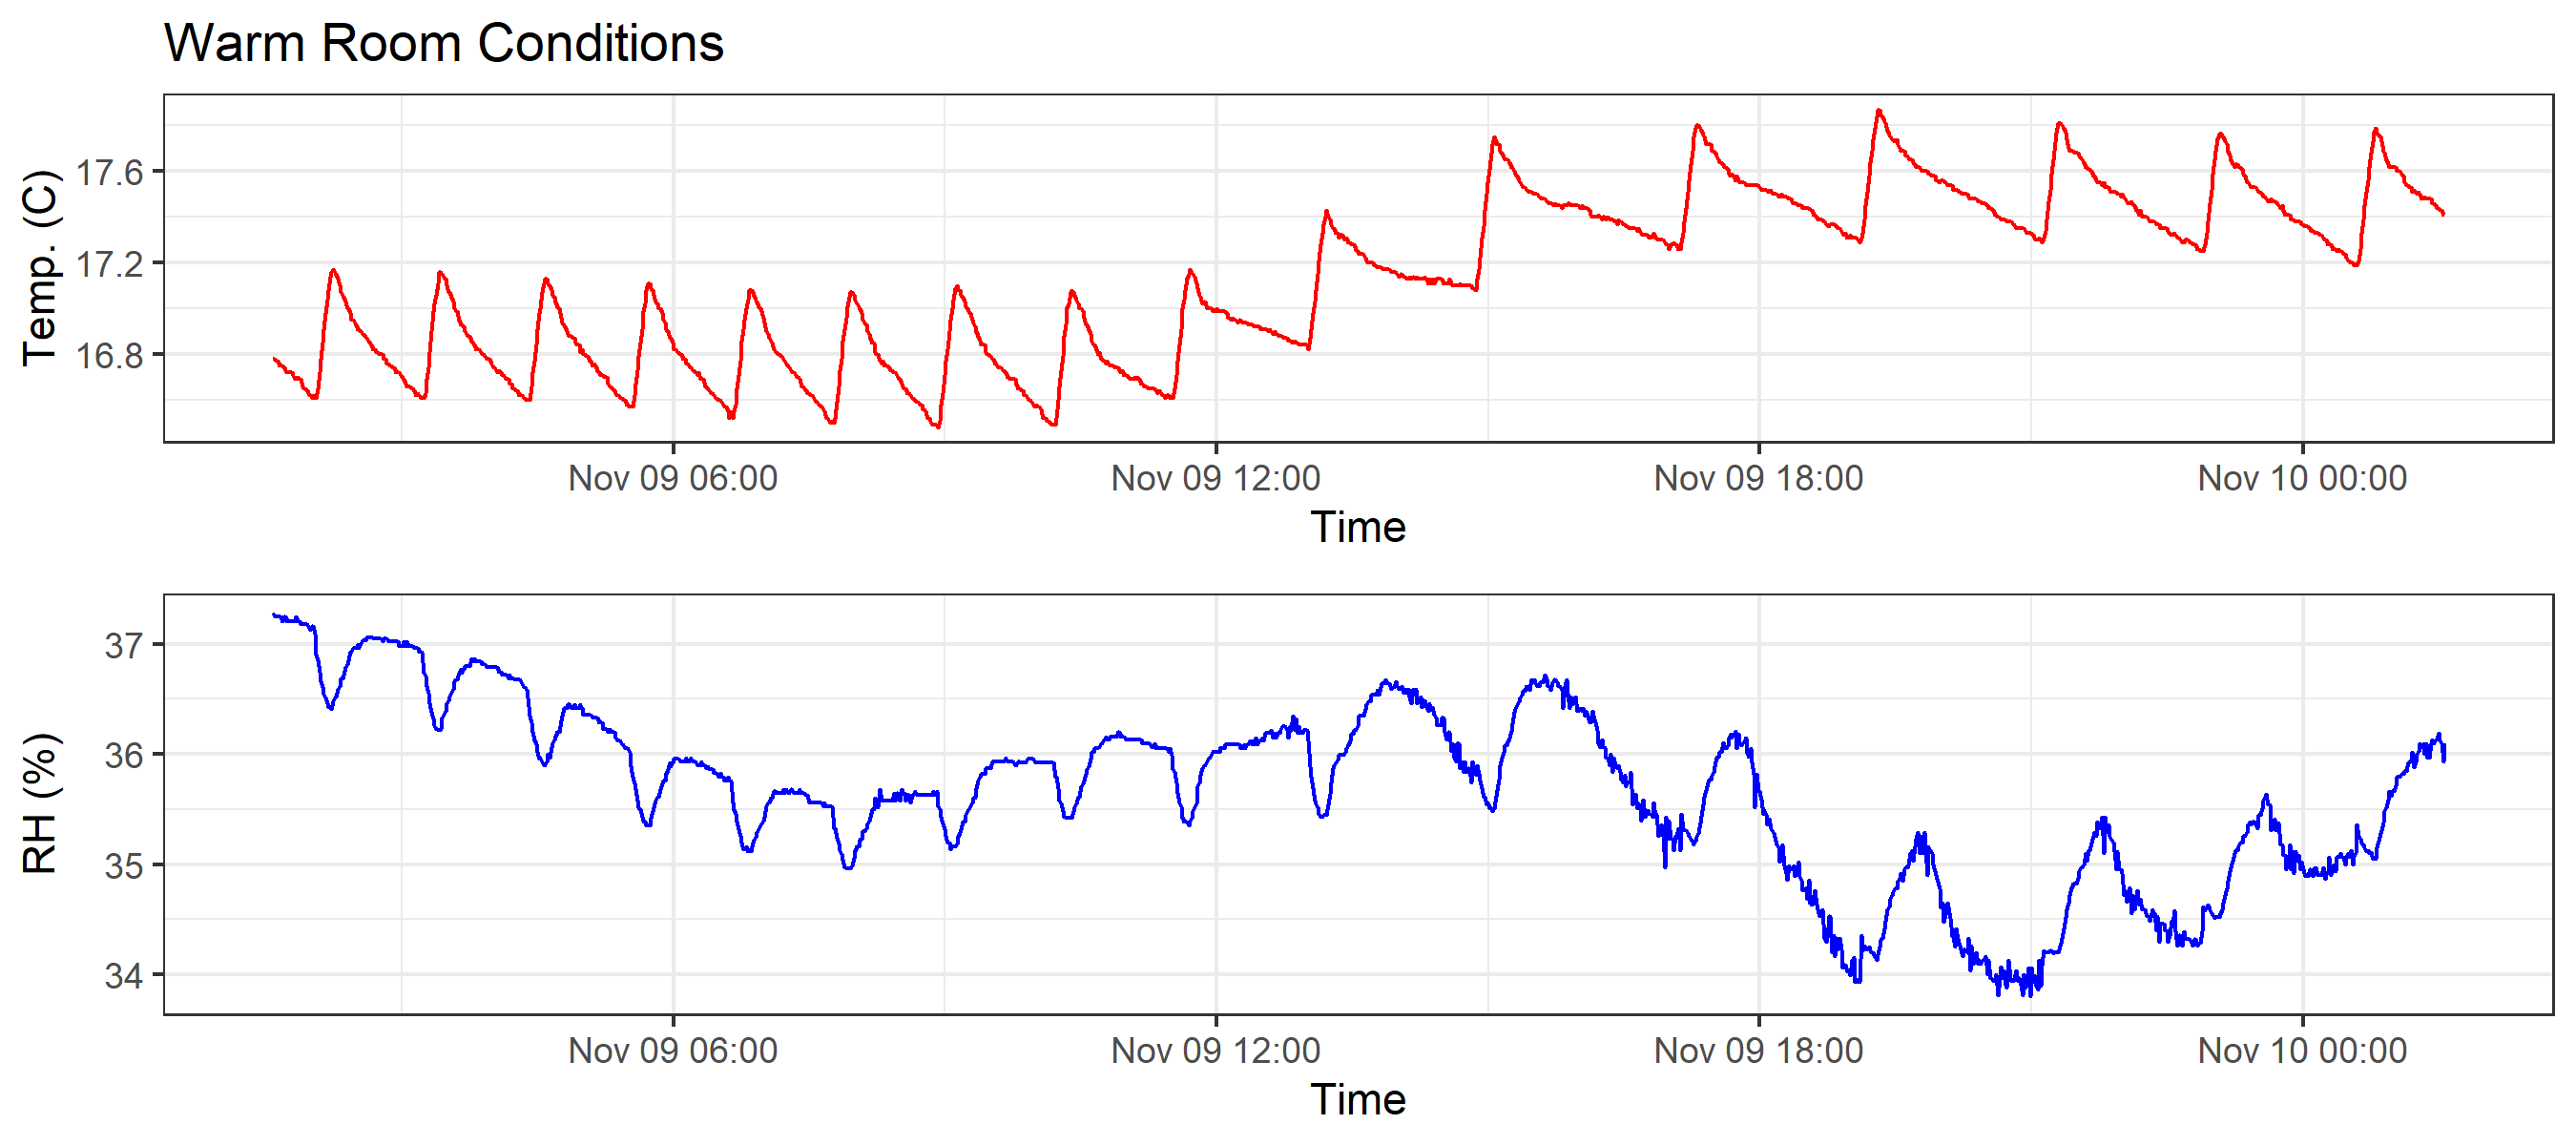 Warm Room Conditions
Temp. (C)
17.6
17.2
16.8
Nov 09 06:00 Nov 09 12:00 Nov 09 18:00 Nov 10 00:00
Time
RH (%)
37
36
35
34
Nov 09 06:00 Nov 09 12:00 Nov 09 18:00 Nov 10 00:00
Time